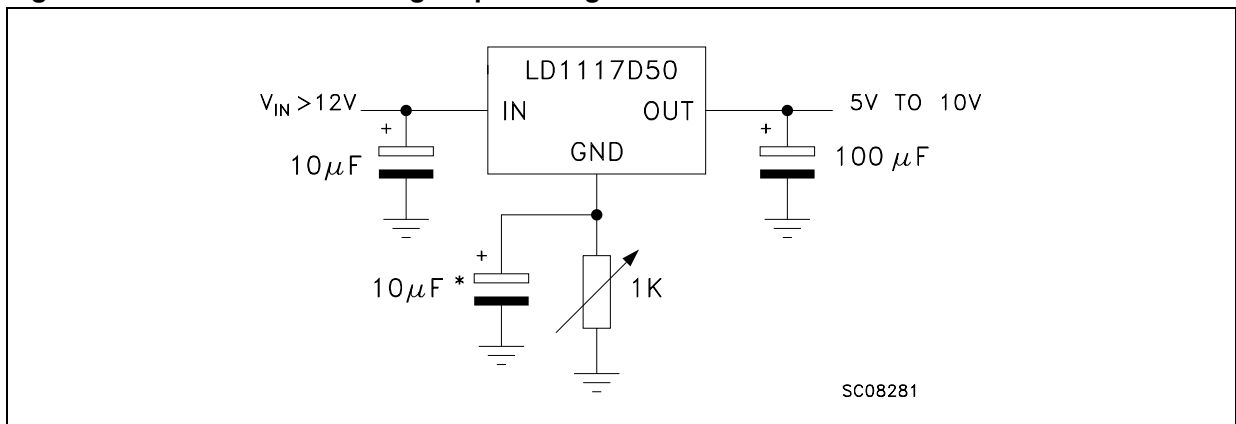 LD1117D50
V_IN >12V
IN
OUT
5V TO 10V
+
+
10μF
GND
100 μF
+
10μF *
1K
SC08281